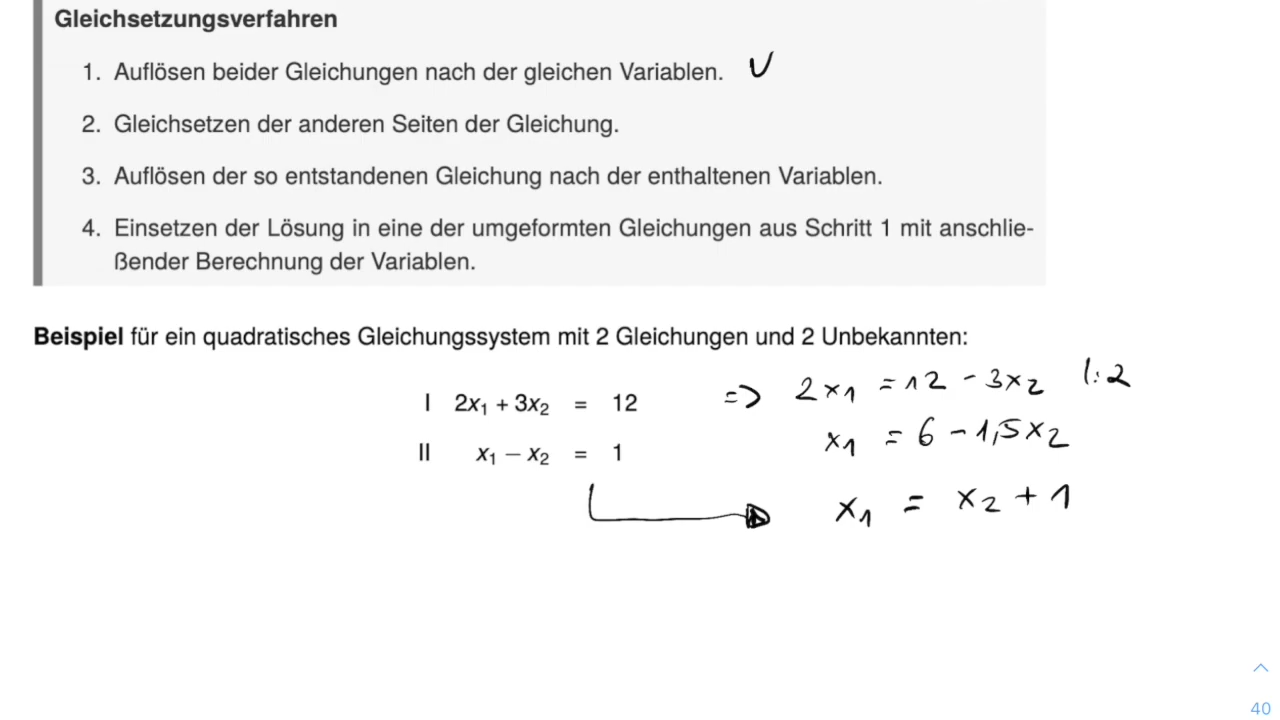 Gleichsetzungsverfahren
1. Auflösen beider Gleichungen nach der gleichen Variablen. ✓
2. Gleichsetzen der anderen Seiten der Gleichung.
3. Auflösen der so entstandenen Gleichung nach der enthaltenen Variablen.
4. Einsetzen der Lösung in eine der umgeformten Gleichungen aus Schritt 1 mit anschlie-
ßender Berechnung der Variablen.
Beispiel für ein quadratisches Gleichungssystem mit 2 Gleichungen und 2 Unbekannten:
I 2x₁ + 3x₂ = 12 => 2x₁ = 12 - 3x₂ |:2
x₁ = 6 - 1,5x₂
II x₁ − x₂ = 1
x₁ = x₂ + 1
40